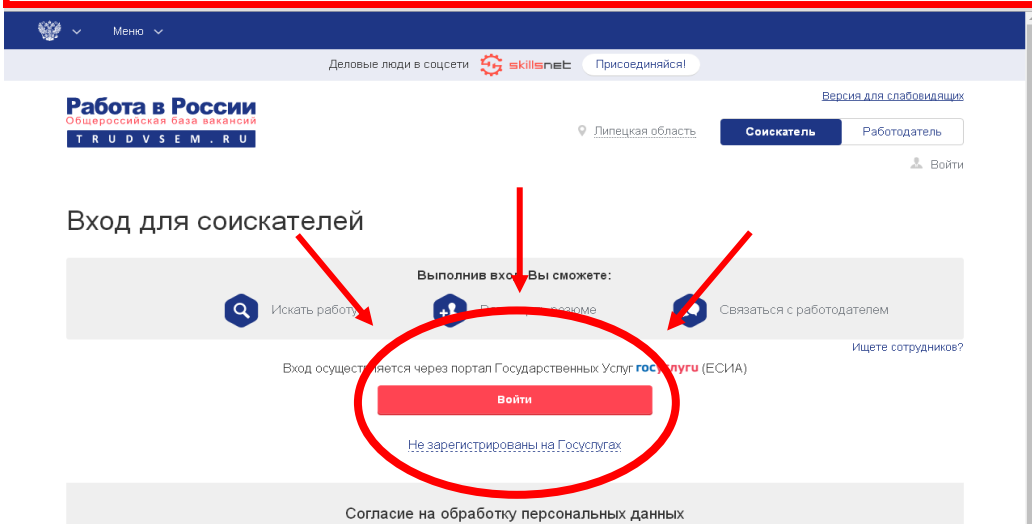 Меню
Деловые люди в соцсети skillsnet Присоединяйся!
Версия для слабовидящих
Работа в России
Общероссийская база вакансий
TRUDVSEM.RU
Липецкая область
Соискатель Работодатель
Войти
Вход для соискателей
Выполнив вход Вы сможете:
Искать работу
резюме
Связаться с работодателем
Ищете сотрудников?
Вход осуществляется через портал Государственных Услуг госуслуги (ЕСИА)
Войти
Не зарегистрированы на Госуслугах
Согласие на обработку персональных данных